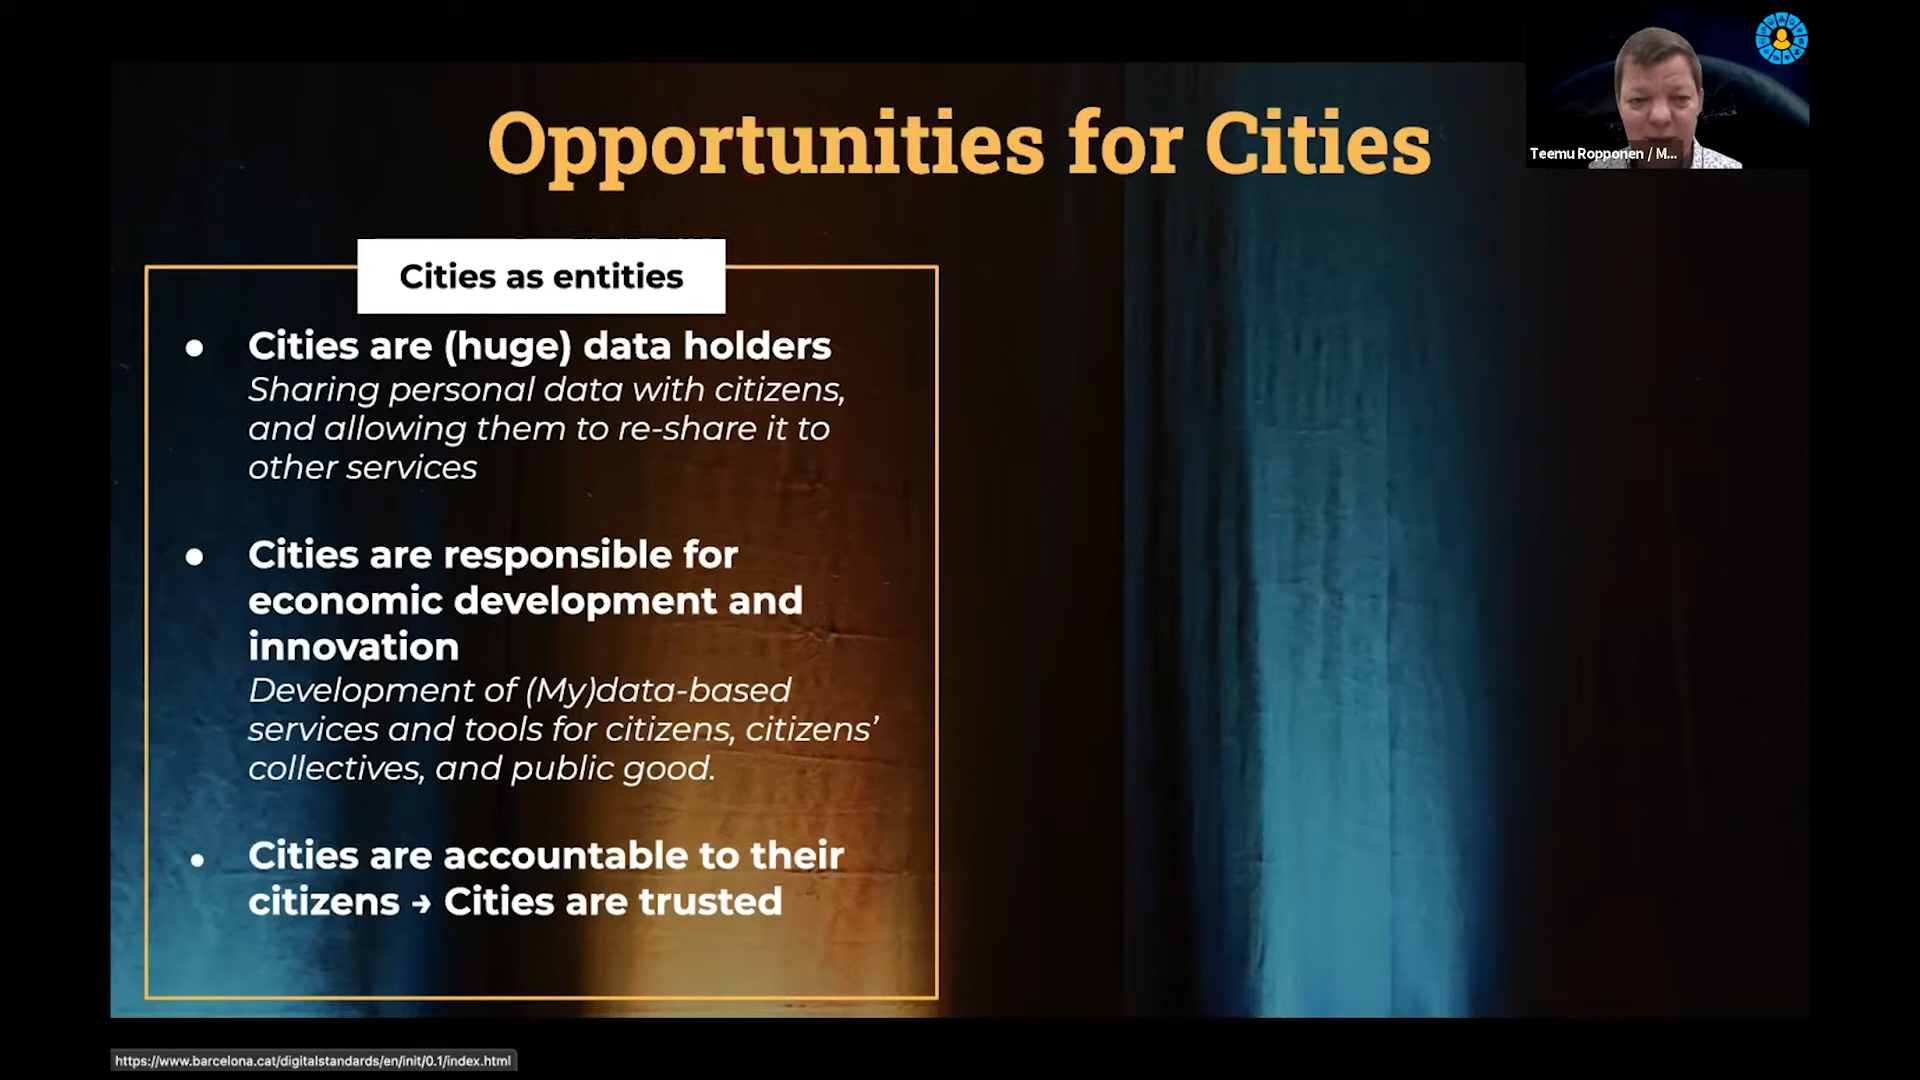 Opportunities for Cities
Teemu Ropponen / M...
Cities as entities
● Cities are (huge) data holders
Sharing personal data with citizens,
and allowing them to re-share it to
other services
● Cities are responsible for
economic development and
innovation
Development of (My)data-based
services and tools for citizens, citizens’
collectives, and public good.
● Cities are accountable to their
citizens → Cities are trusted
https://www.barcelona.cat/digitalstandards/en/init/0.1/index.html